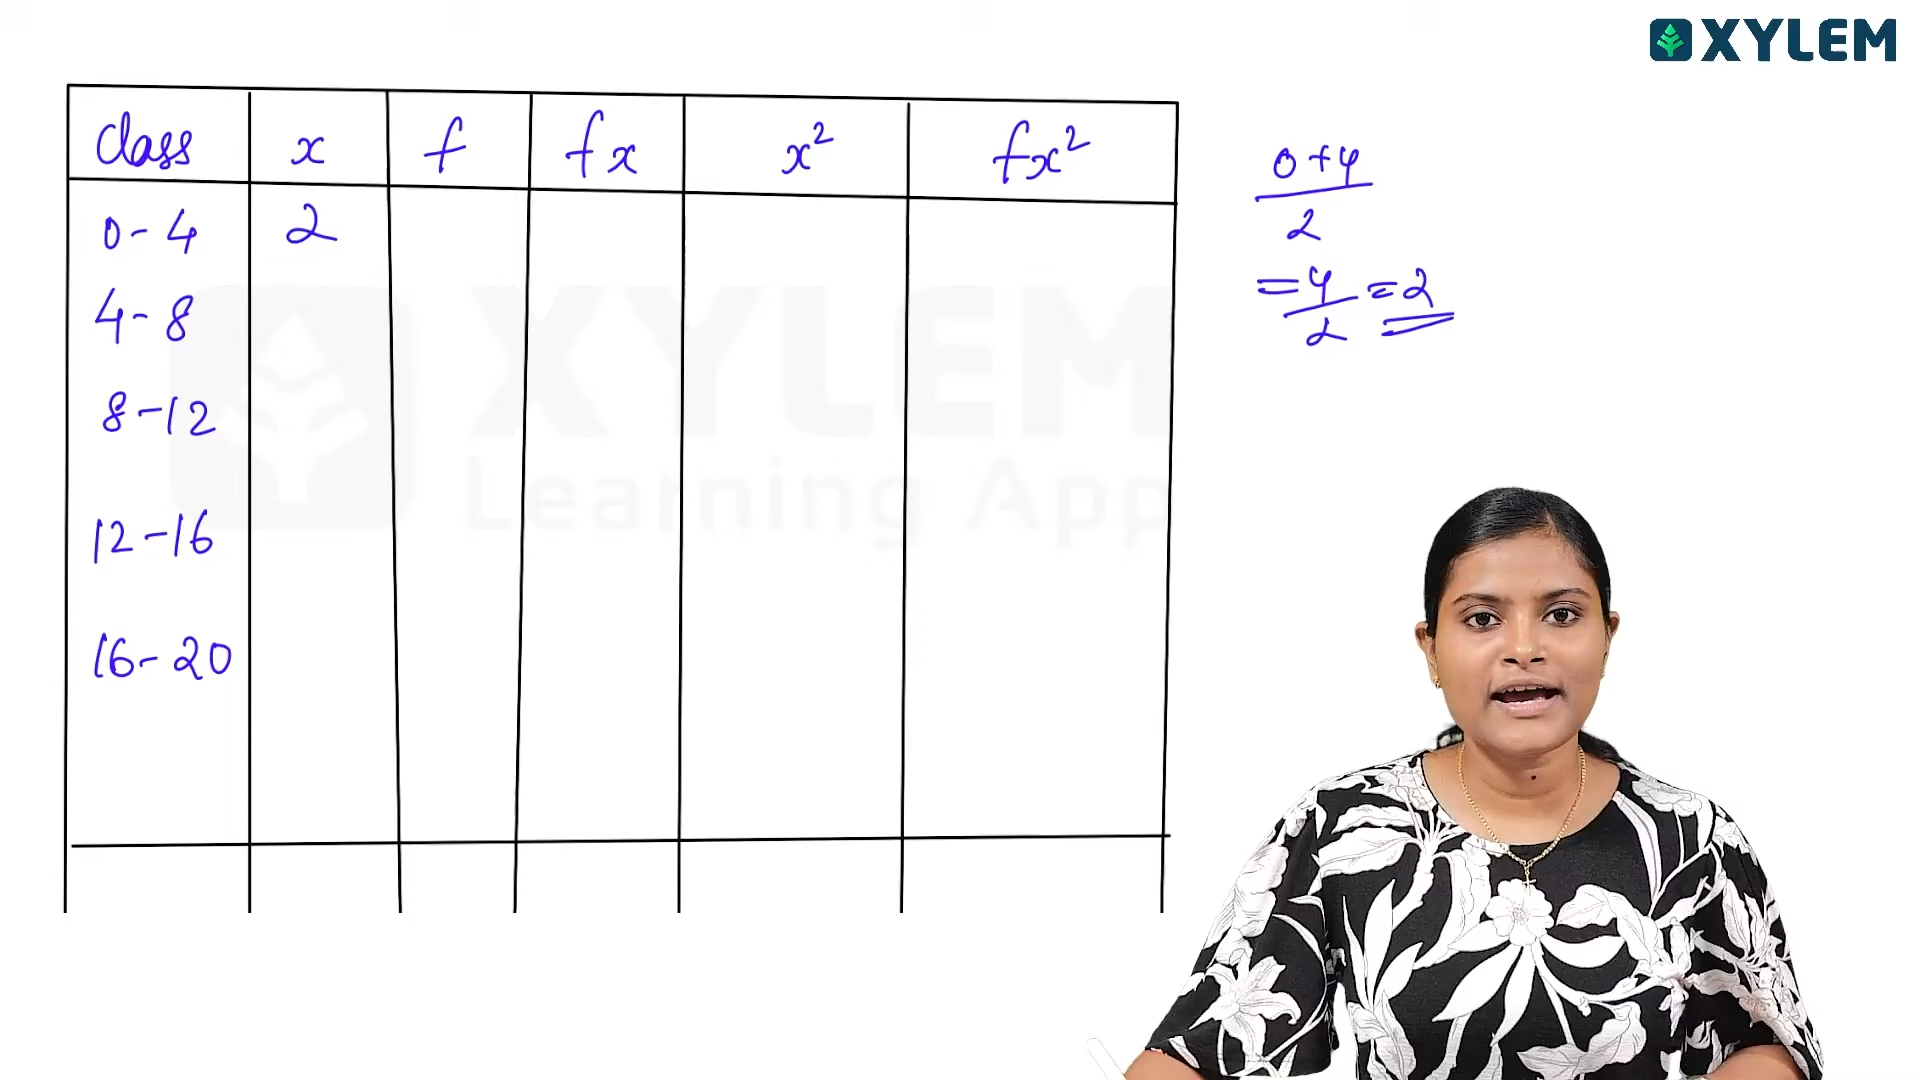 XYLEM
class x f fx x² fx²
0-4 2
4-8
8-12
12-16
16-20
0+4
2
=4/2=2
XYLEM
Learning App